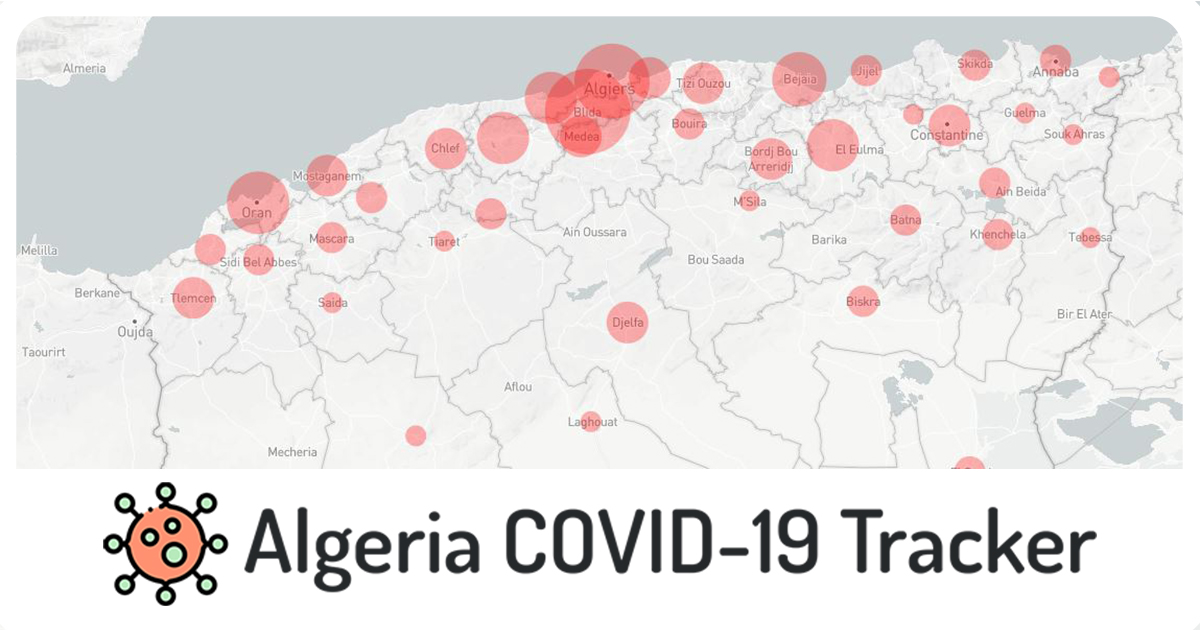 Almeria
Algiers
Tizi Ouzou
Bejaia
Jijel
Skikda
Annaba
Blida
Medea
Bouira
Constantine
Guelma
Souk Ahras
Chlef
Bordj Bou
Arreridj
El Eulma
Mostaganem
Ain Beida
Oran
M'Sila
Batna
Khenchela
Tebessa
Mascara
Tiaret
Ain Oussara
Barika
Melilla
Sidi Bel Abbes
Bou Saada
Berkane
Tlemcen
Saida
Biskra
Bir El Ater
Oujda
Djelfa
Taourirt
Aflou
Laghouat
Mecheria
Algeria COVID-19 Tracker